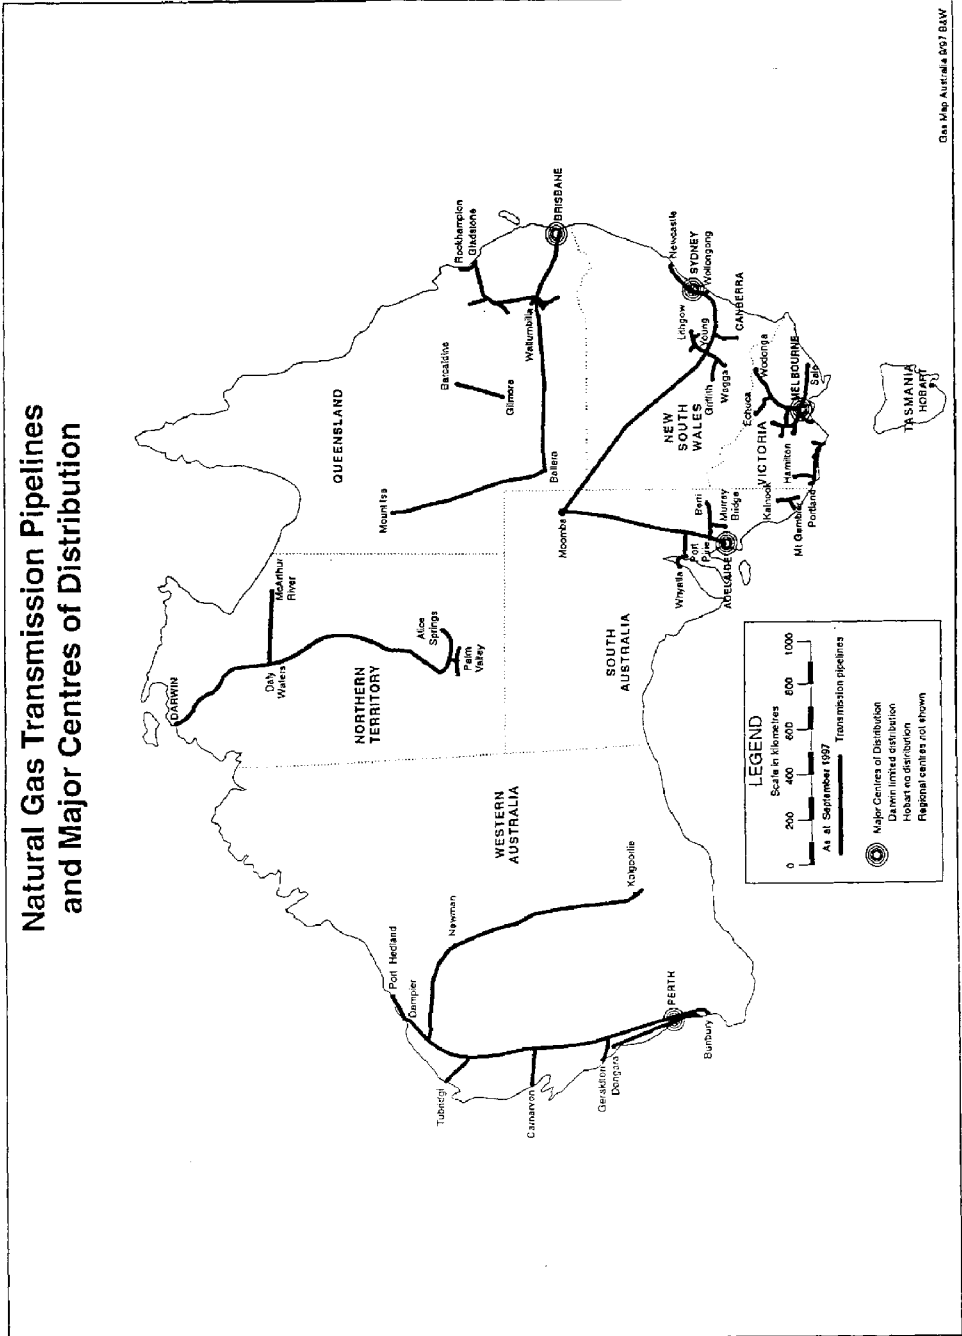 Natural Gas Transmission Pipelines
and Major Centres of Distribution
DARWIN
McArthur
River
Daly
Waters
NORTHERN
TERRITORY
Alice
Springs
Palm
Valley
QUEENSLAND
Mount Isa
Barcaldine
Gilmore
Rockhampton
Gladstone
Wallumbilla
BRISBANE
Ballera
Port Hedland
Dampier
Newman
Tubridgi
Carnarvon
Geraldton
Dongara
WESTERN
AUSTRALIA
Kalgoorlie
PERTH
Bunbury
SOUTH
AUSTRALIA
Moomba
Whyalla
Port
Pirie
Berri
Murray
Bridge
ADELAIDE
NEW
SOUTH
WALES
Newcastle
SYDNEY
Wollongong
Lithgow
Young
CANBERRA
Griffith
Wagga
Wodonga
Echuca
VICTORIA
MELBOURNE
Sale
Hamilton
Katnook
Mt Gambier
Portland
TASMANIA
HOBART
LEGEND
Scale in kilometres
0 200 400 600 800 1000
As at September 1997
Transmission pipelines
Major Centres of Distribution
Darwin limited distribution
Hobart no distribution
Regional centres not shown
Gas Map Australia 9/97 B&W